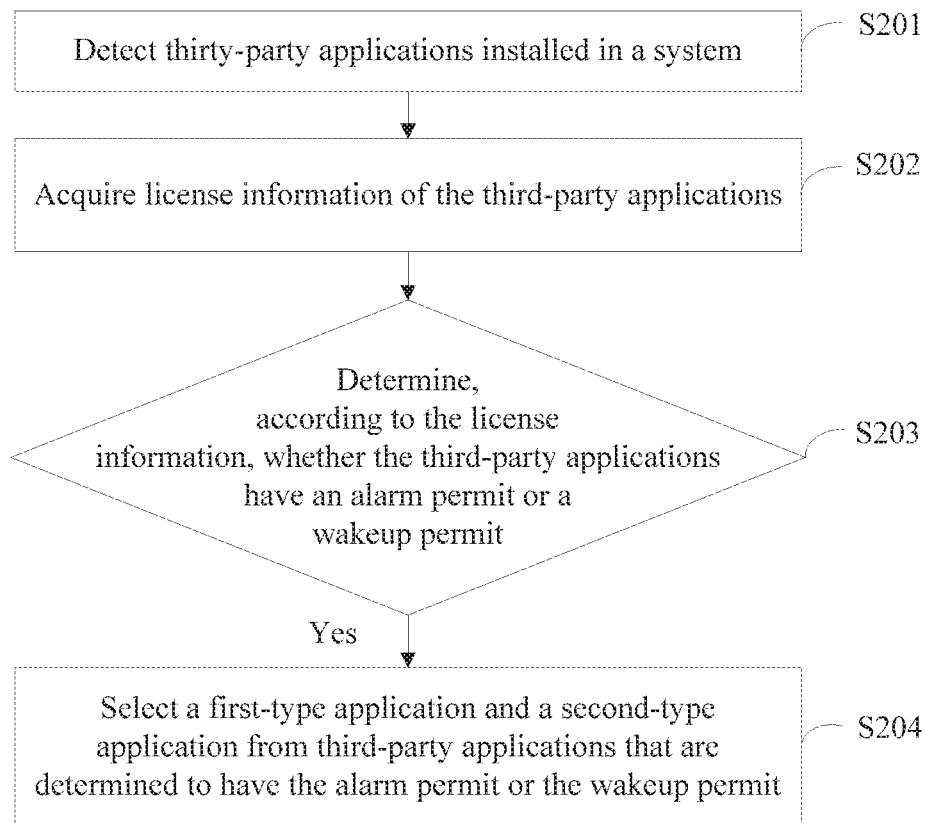 Detect thirty-party applications installed in a system
S201
Acquire license information of the third-party applications
S202
Determine,
according to the license
information, whether the third-party applications
have an alarm permit or a
wakeup permit
S203
Yes
Select a first-type application and a second-type
application from third-party applications that are
determined to have the alarm permit or the wakeup permit
S204